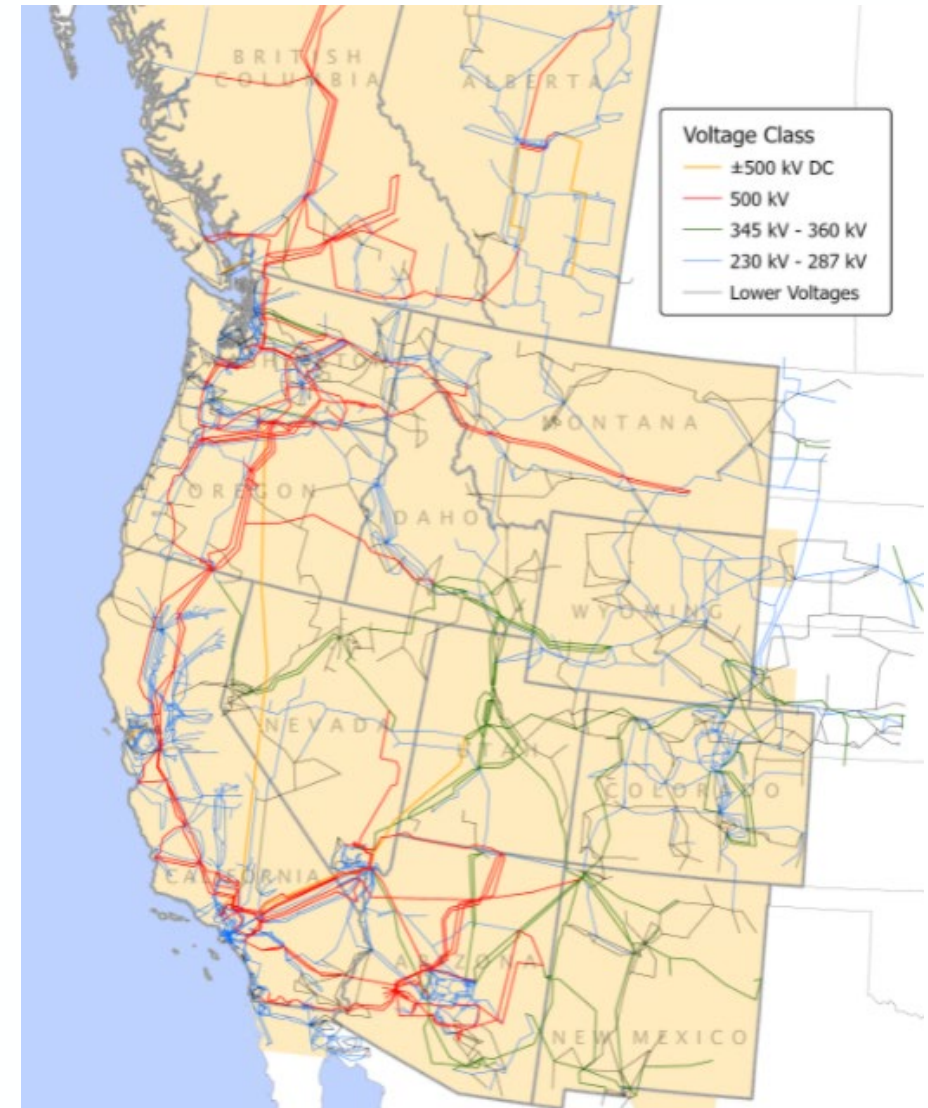 BRITISH
COLUMBIA
ALBERTA
Voltage Class
±500 kV DC
500 kV
345 kV - 360 kV
230 kV - 287 kV
Lower Voltages
WASHINGTON
MONTANA
OREGON
IDAHO
WYOMING
NEVADA
UTAH
COLORADO
CALIFORNIA
ARIZONA
NEW MEXICO